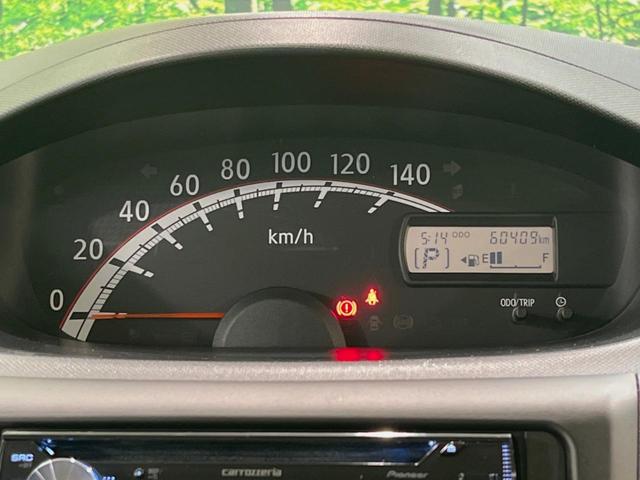 0 20 40 60 80 100 120 140
km/h
5:14 ODO 60409km
P E F
ODO/TRIP
SRC
carrozzeria Pioneer